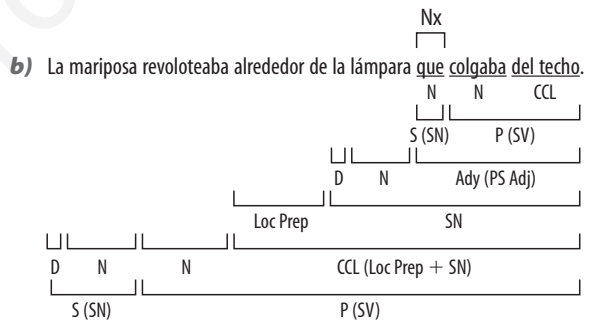 Nx
b) La mariposa revoloteaba alrededor de la lámpara que colgaba del techo.
N N CCL
S (SN) P (SV)
D N Ady (PS Adj)
Loc Prep SN
D N N CCL (Loc Prep + SN)
S (SN) P (SV)